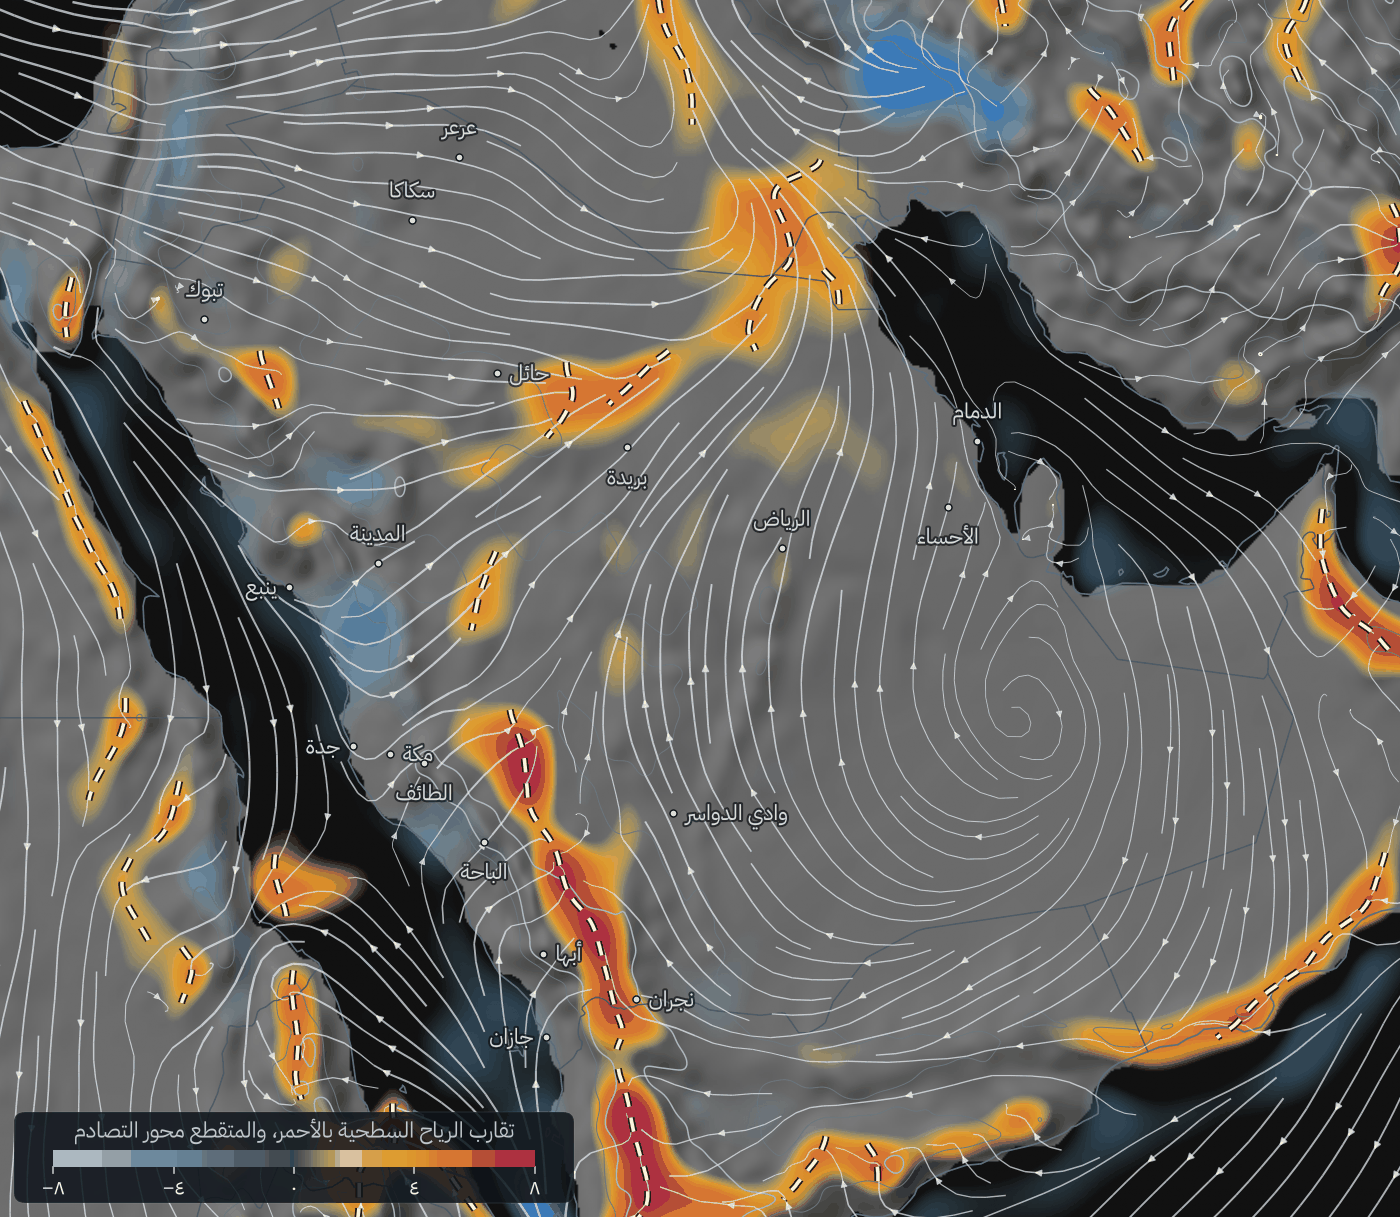 عرعر
سكاكا
تبوك
حائل
الدمام
بريدة
الرياض
المدينة
الأحساء
ينبع
جدة
مكة
الطائف
وادي الدواسر
الباحة
أبها
نجران
جازان
تقارب الرياح السطحية بالأحمر، والمتقطع محور التصادم
−٨ −٤ ٠ ٤ ٨